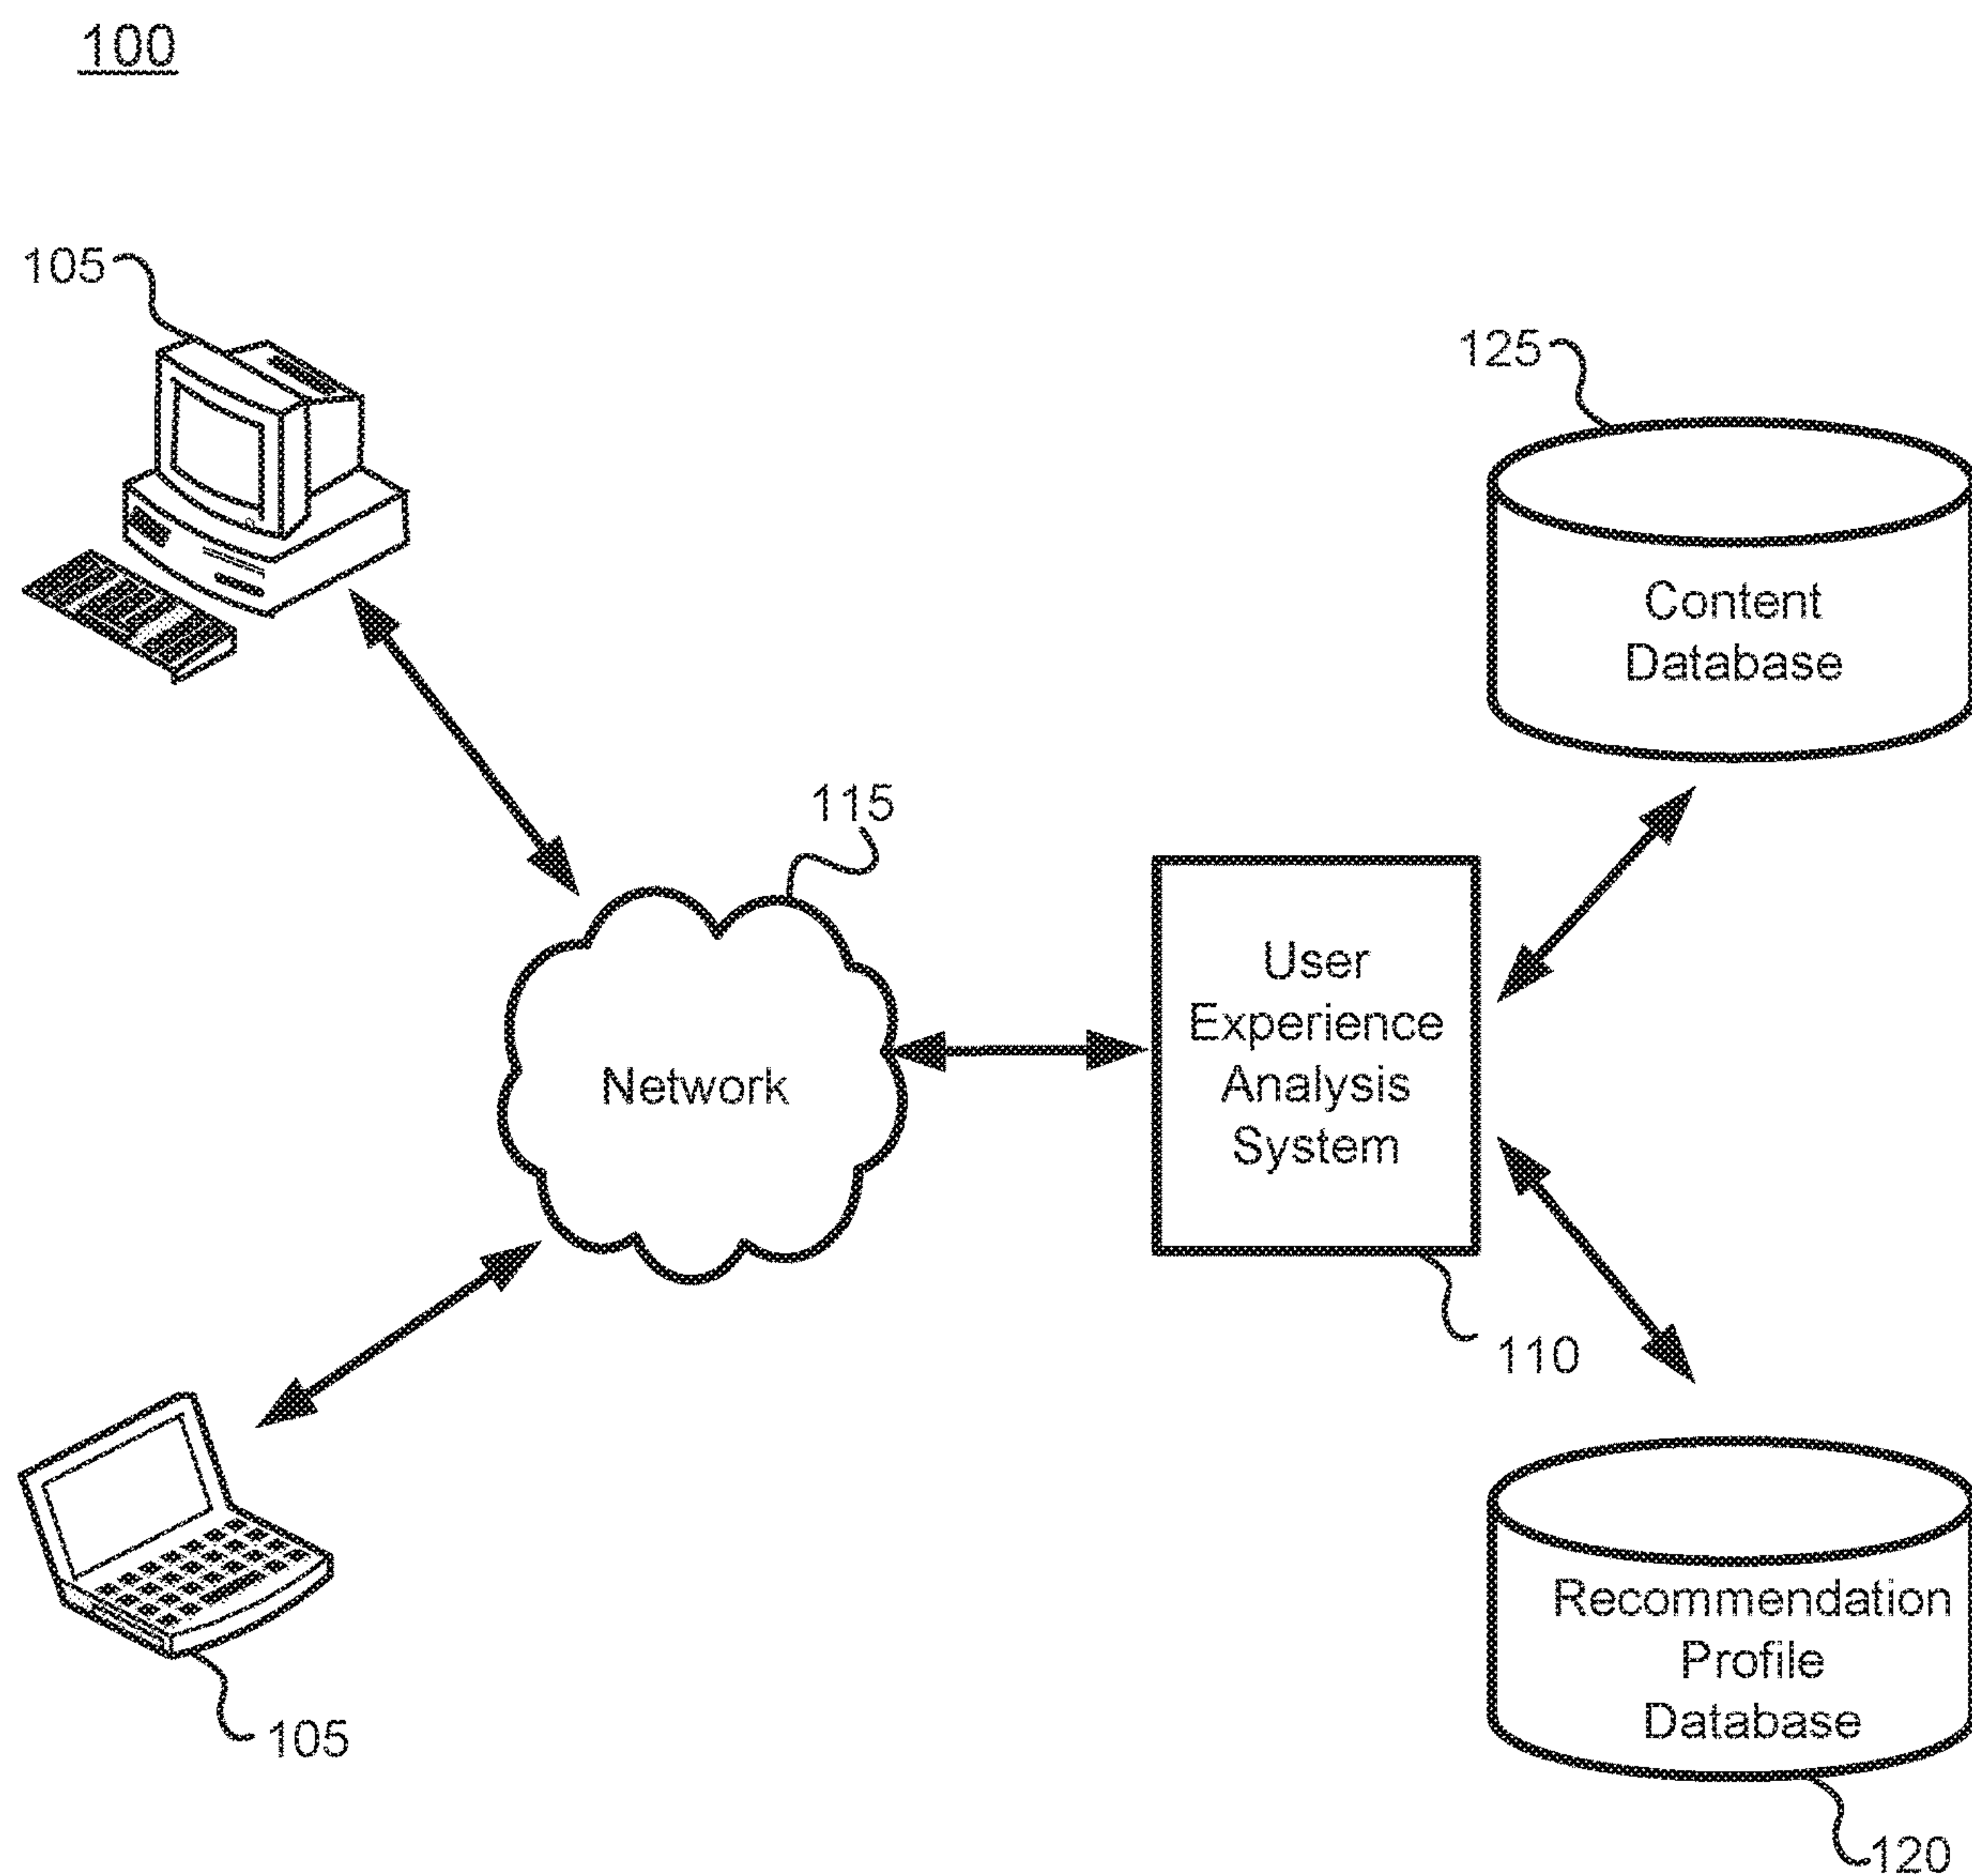 100
105
125
Content
Database
115
User
Experience
Analysis
System
Network
110
105
Recommendation
Profile
Database
120